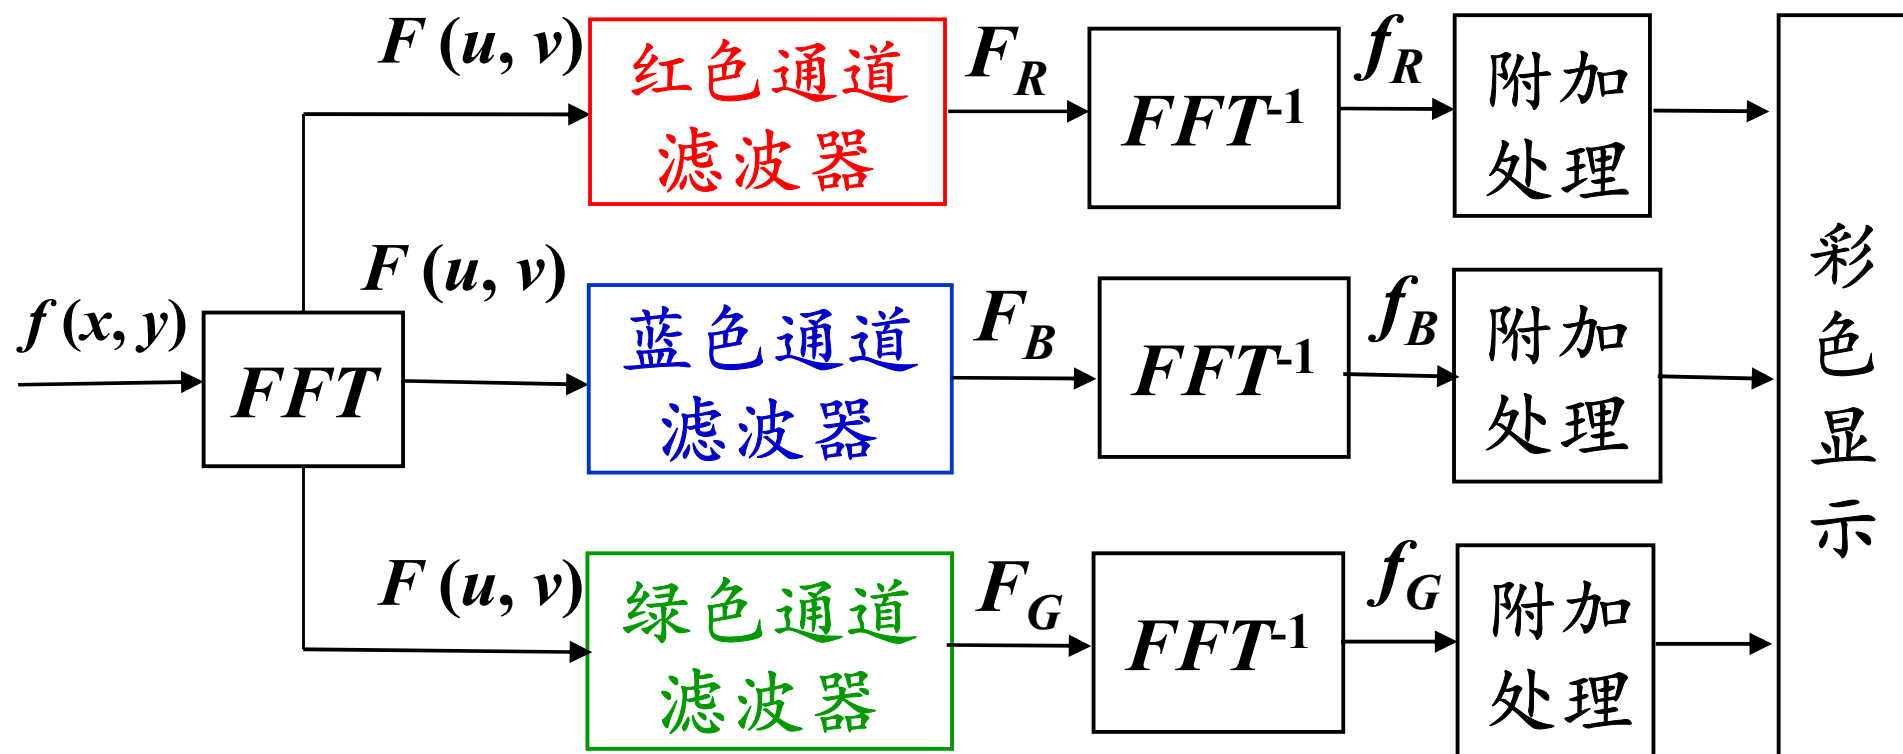 F (u, v)
红色通道
滤波器
F_R
FFT^-1
f_R
附加
处理
f (x, y)
FFT
F (u, v)
蓝色通道
滤波器
F_B
FFT^-1
f_B
附加
处理
F (u, v)
绿色通道
滤波器
F_G
FFT^-1
f_G
附加
处理
彩
色
显
示